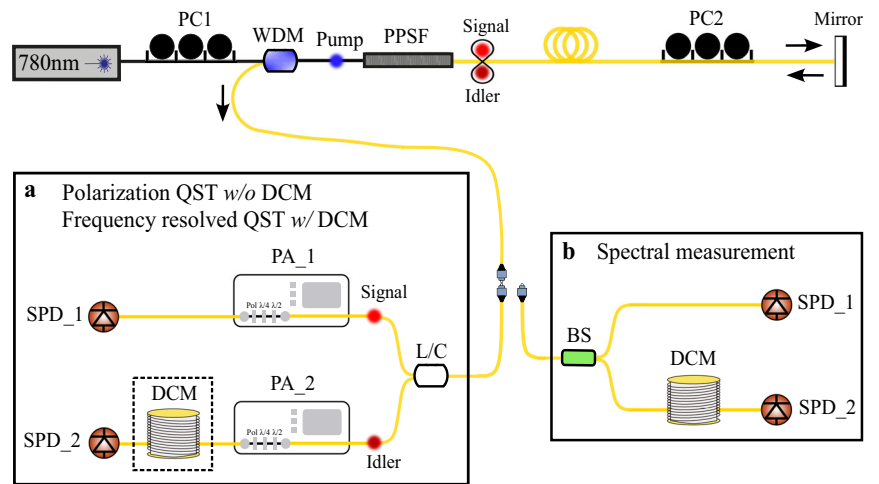 PC1
PC2
Mirror
WDM
Pump
PPSF
Signal
780nm
Idler
a
Polarization QST w/o DCM
Frequency resolved QST w/ DCM
PA_1
Signal
Pol λ/4 λ/2
SPD_1
L/C
DCM
PA_2
Pol λ/4 λ/2
SPD_2
Idler
b
Spectral measurement
SPD_1
BS
DCM
SPD_2